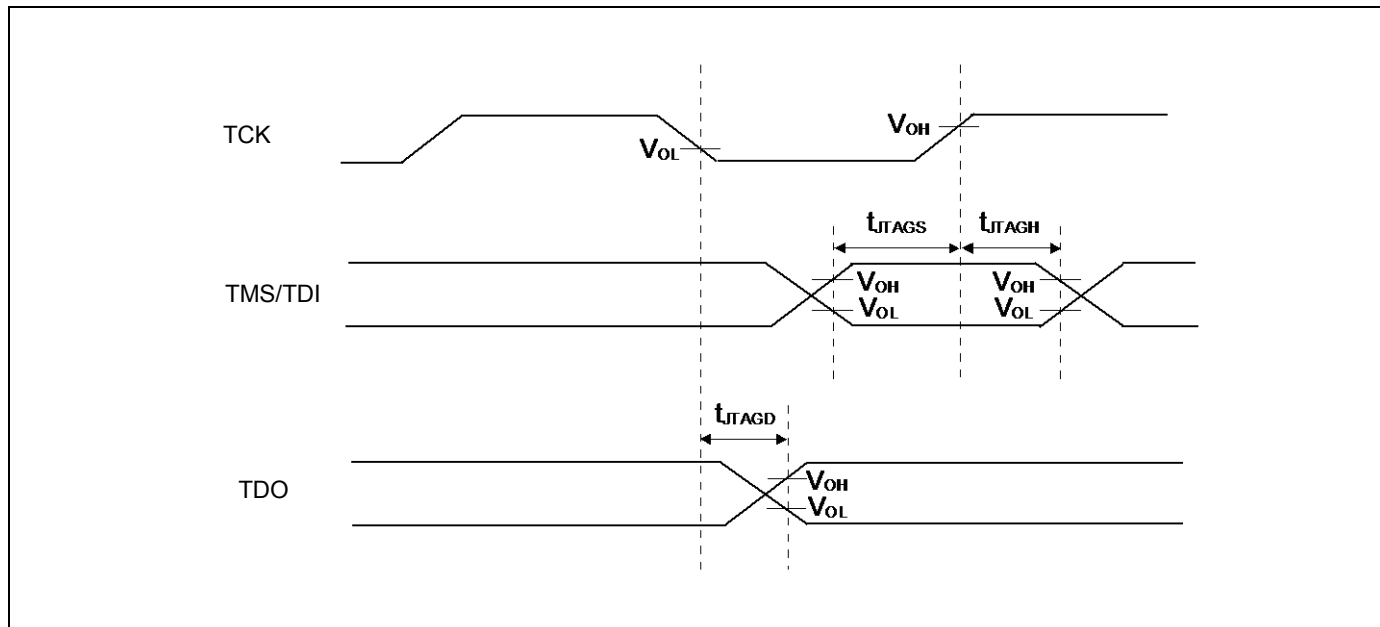 TCK
VOL
VOH
tJTAGS
tJTAGH
TMS/TDI
VOH
VOL
VOH
VOL
tJTAGD
TDO
VOH
VOL